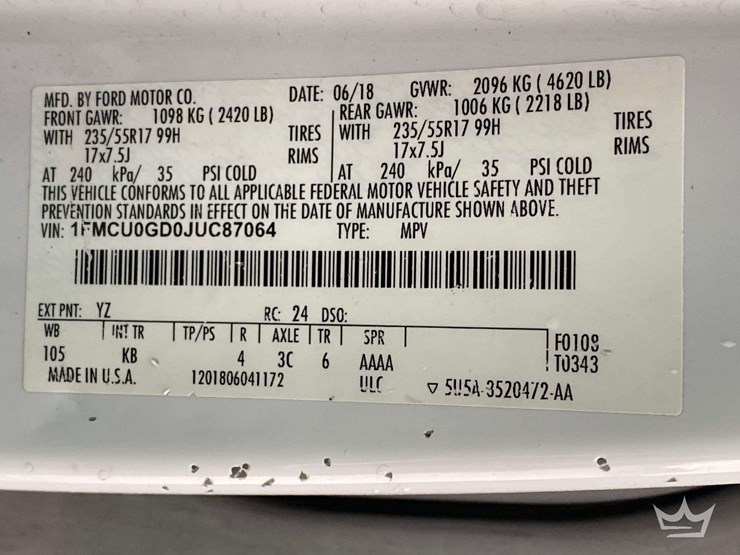 MFD. BY FORD MOTOR CO. DATE: 06/18 GVWR: 2096 KG ( 4620 LB)
FRONT GAWR: 1098 KG ( 2420 LB) REAR GAWR: 1006 KG ( 2218 LB)
WITH 235/55R17 99H TIRES WITH 235/55R17 99H TIRES
17x7.5J RIMS 17x7.5J RIMS
AT 240 kPa/ 35 PSI COLD AT 240 kPa/ 35 PSI COLD
THIS VEHICLE CONFORMS TO ALL APPLICABLE FEDERAL MOTOR VEHICLE SAFETY AND THEFT
PREVENTION STANDARDS IN EFFECT ON THE DATE OF MANUFACTURE SHOWN ABOVE.
VIN: 1FMCU0GD0JUC87064 TYPE: MPV
EXT PNT: YZ RC: 24 DSO:
WB INT TR TP/PS R AXLE TR SPR F0108
105 KB 4 3C 6 AAAA T0343
MADE IN U.S.A. 1201806041172 ULC